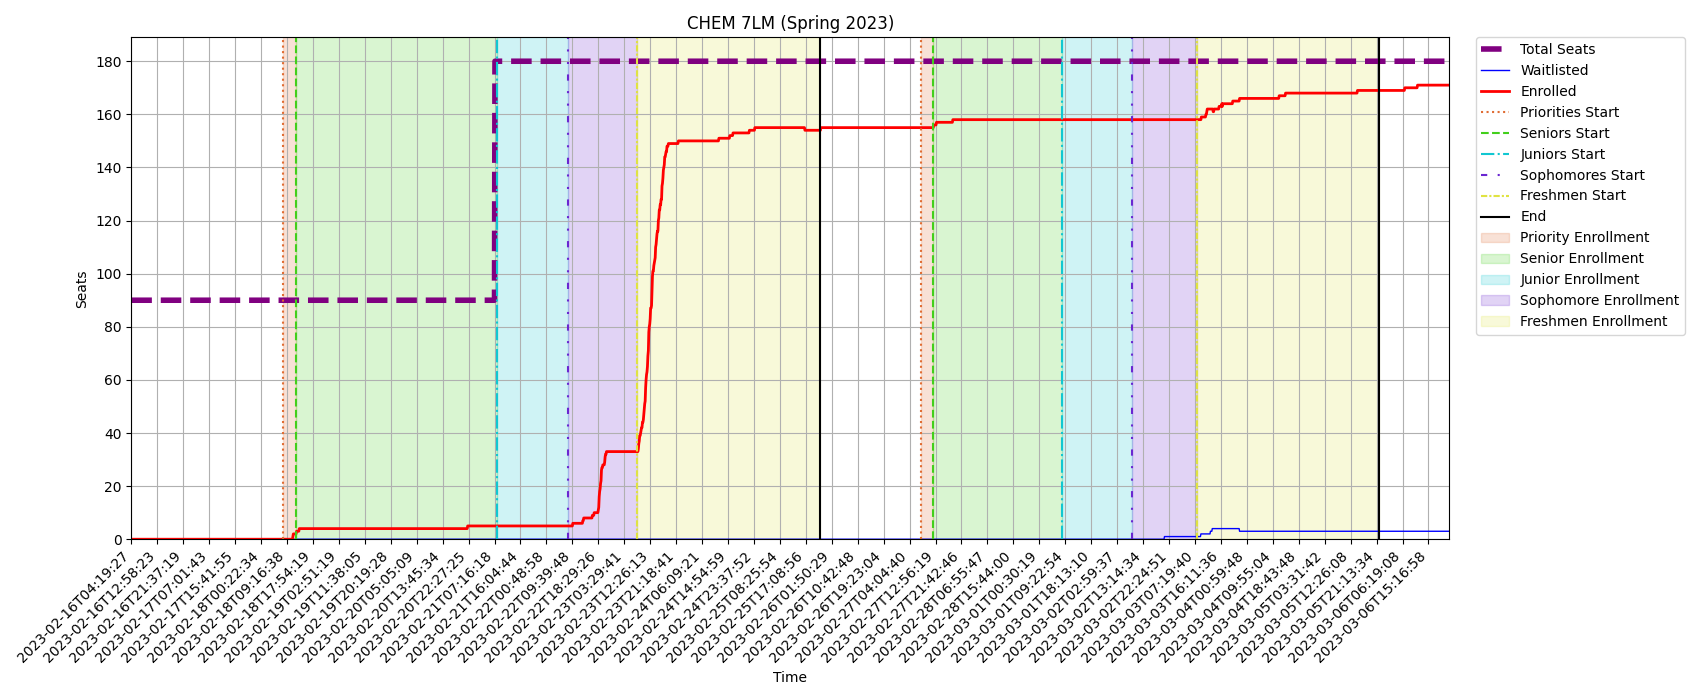 CHEM 7LM (Spring 2023)
Seats
180
160
140
120
100
80
60
40
20
0
2023-02-16T04:19:27
2023-02-16T12:58:23
2023-02-16T21:37:19
2023-02-17T07:01:43
2023-02-17T15:41:55
2023-02-18T00:22:34
2023-02-18T09:16:38
2023-02-18T17:54:19
2023-02-19T02:51:19
2023-02-19T11:38:05
2023-02-19T20:19:28
2023-02-20T05:05:09
2023-02-20T13:45:34
2023-02-20T22:27:25
2023-02-21T07:16:18
2023-02-21T16:04:44
2023-02-22T00:48:58
2023-02-22T09:39:48
2023-02-22T18:29:26
2023-02-23T03:29:41
2023-02-23T12:26:13
2023-02-23T21:18:41
2023-02-24T06:09:21
2023-02-24T14:54:59
2023-02-24T23:37:52
2023-02-25T08:25:54
2023-02-25T17:08:56
2023-02-26T01:50:29
2023-02-26T10:42:48
2023-02-26T19:23:04
2023-02-27T04:04:40
2023-02-27T12:56:19
2023-02-27T21:42:46
2023-02-28T06:55:47
2023-02-28T15:44:00
2023-03-01T00:30:19
2023-03-01T09:22:54
2023-03-01T18:13:10
2023-03-02T02:59:37
2023-03-02T13:14:34
2023-03-02T22:24:51
2023-03-03T07:19:40
2023-03-03T16:11:36
2023-03-04T00:59:48
2023-03-04T09:55:04
2023-03-04T18:43:48
2023-03-05T03:31:42
2023-03-05T12:26:08
2023-03-05T21:13:34
2023-03-06T06:19:08
2023-03-06T15:16:58
Time
Total Seats
Waitlisted
Enrolled
Priorities Start
Seniors Start
Juniors Start
Sophomores Start
Freshmen Start
End
Priority Enrollment
Senior Enrollment
Junior Enrollment
Sophomore Enrollment
Freshmen Enrollment